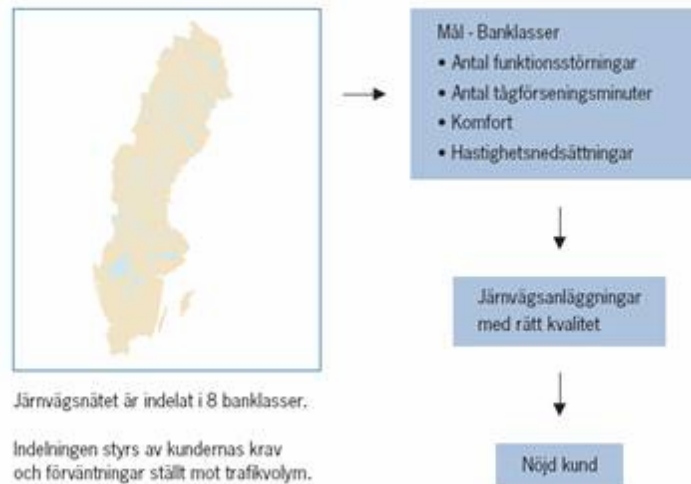 Mål - Banklasser
• Antal funktionsstörningar
• Antal tågförseningsminuter
• Komfort
• Hastighetsnedsättningar
Järnvägsanläggningar
med rätt kvalitet
Järnvägsnätet är indelat i 8 banklasser.
Indelningen styrs av kundernas krav
och förväntningar ställt mot trafikvolym.
Nöjd kund